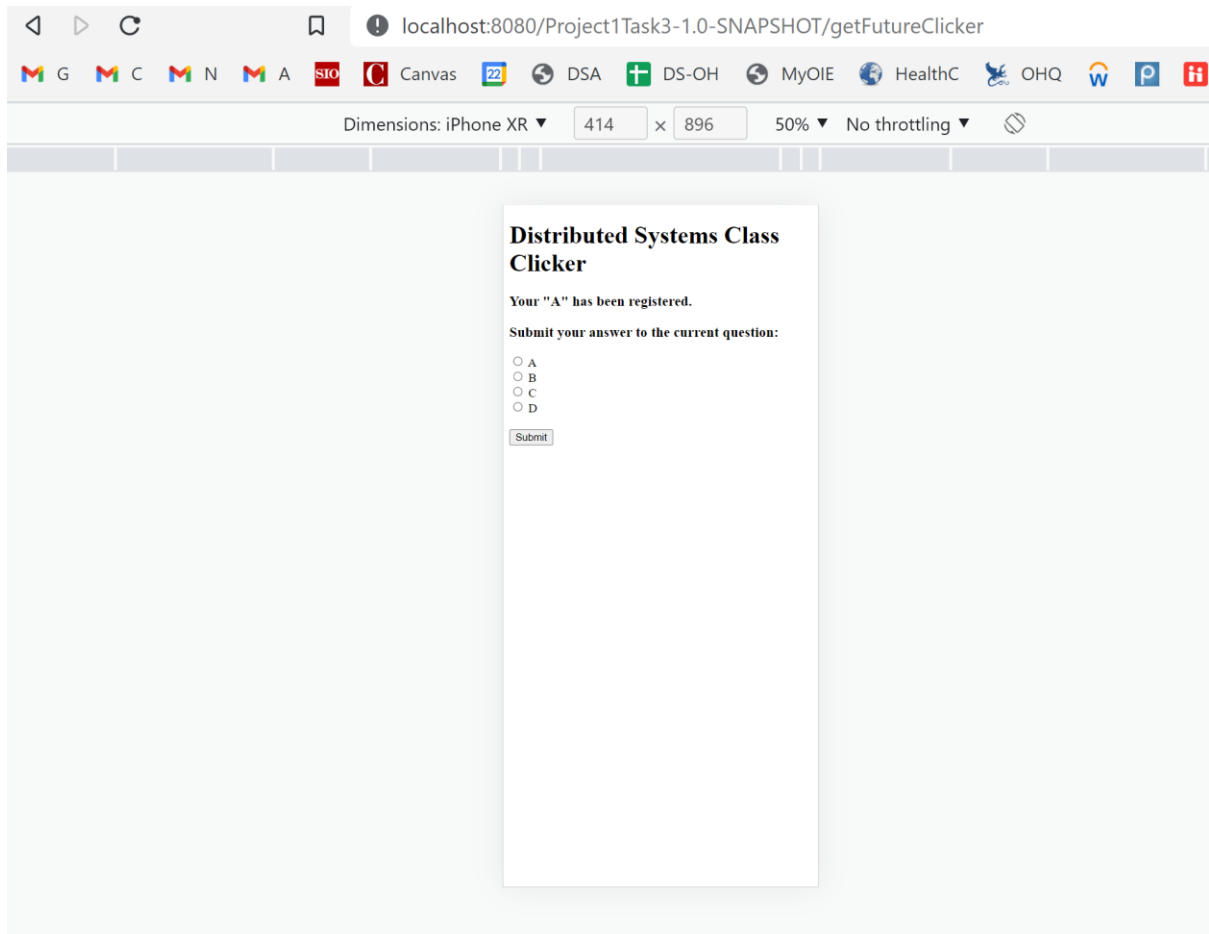 localhost:8080/Project1Task3-1.0-SNAPSHOT/getFutureClicker
G C N A SIO C Canvas 22 DSA DS-OH MyOIE HealthC OHQ w P
Dimensions: iPhone XR ▼ 414 × 896 50% ▼ No throttling ▼
Distributed Systems Class
Clicker
Your "A" has been registered.
Submit your answer to the current question:
A
B
C
D
Submit